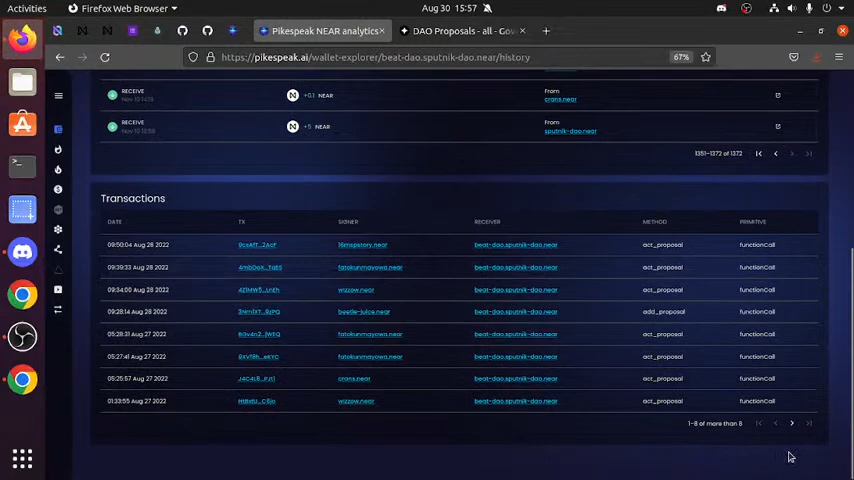 Activities Firefox Web Browser Aug 30 15:57
Pikespeak NEAR analytics × DAO Proposals - all - Gov ×
https://pikespeak.ai/wallet-explorer/beat-dao.sputnik-dao.near/history 67%
RECEIVE +0.1 NEAR From
Nov 10 14:19 crans.near
RECEIVE +5 NEAR From
sputnik-dao.near
1351–1372 of 1372
Transactions
DATE TX SIGNER RECEIVER METHOD PRIMITIVE
09:50:04 Aug 28 2022 16mspstory.near beat-dao.sputnik-dao.near act_proposal functionCall
09:39:33 Aug 28 2022 fatokunmayowa.near beat-dao.sputnik-dao.near act_proposal functionCall
09:34:00 Aug 28 2022 wizzow.near beat-dao.sputnik-dao.near act_proposal functionCall
09:28:14 Aug 28 2022 beetle-juice.near beat-dao.sputnik-dao.near add_proposal functionCall
05:28:31 Aug 27 2022 fatokunmayowa.near beat-dao.sputnik-dao.near act_proposal functionCall
05:27:41 Aug 27 2022 fatokunmayowa.near beat-dao.sputnik-dao.near act_proposal functionCall
05:25:57 Aug 27 2022 crans.near beat-dao.sputnik-dao.near act_proposal functionCall
01:33:55 Aug 27 2022 wizzow.near beat-dao.sputnik-dao.near act_proposal functionCall
1–8 of more than 8